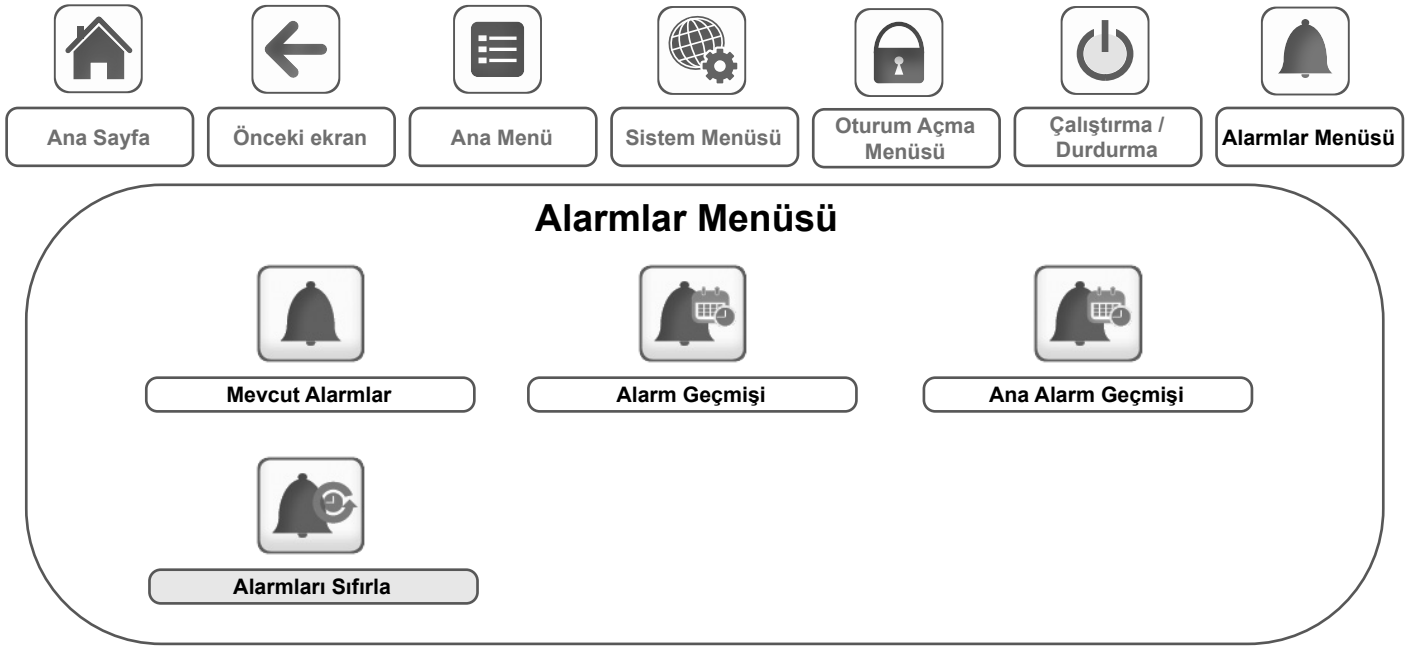 Ana Sayfa
Önceki ekran
Ana Menü
Sistem Menüsü
Oturum Açma
Menüsü
Çalıştırma /
Durdurma
Alarmlar Menüsü
Alarmlar Menüsü
Mevcut Alarmlar
Alarm Geçmişi
Ana Alarm Geçmişi
Alarmları Sıfırla